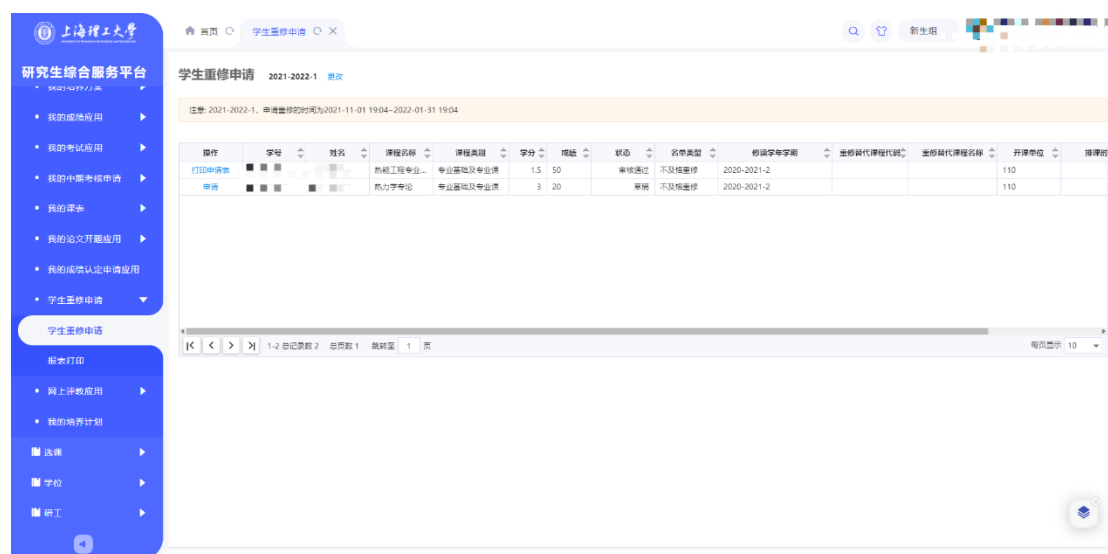 上海理工大学
研究生综合服务平台
首页
学生重修申请
新生组
学生重修申请 2021-2022-1 更改
注意: 2021-2022-1，申请重修的时间为2021-11-01 19:04~2022-01-31 19:04
操作 学号 姓名 课程名称 课程类别 学分 成绩 状态 名单类型 修读学年学期 重修替代课程代码 重修替代课程名称 开课单位
打印申请表 热能工程专业... 专业基础及专业课 1.5 50 审核通过 不及格重修 2020-2021-2 110
申请 热力学专论 专业基础及专业课 3 20 草稿 不及格重修 2020-2021-2 110
1-2 总记录数 2 总页数 1 跳转至 1 页
每页显示 10
我的培养方案
我的成绩应用
我的考试应用
我的中期考核申请
我的课表
我的论文开题应用
我的成绩认定申请应用
学生重修申请
学生重修申请
报表打印
网上评教应用
我的培养计划
选课
学位
研工